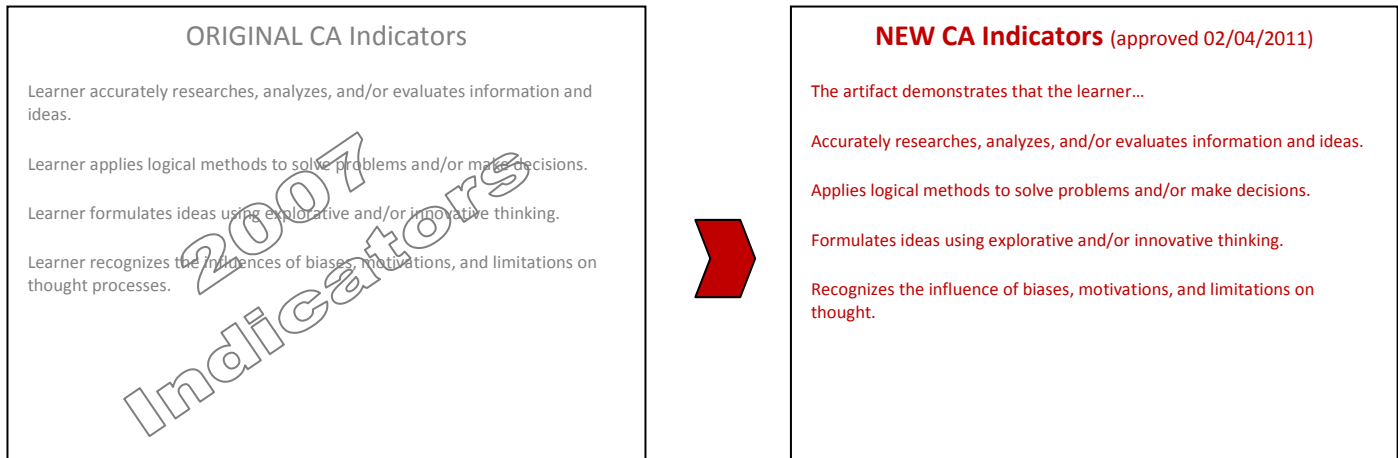 ORIGINAL CA Indicators
Learner accurately researches, analyzes, and/or evaluates information and
ideas.
Learner applies logical methods to solve problems and/or make decisions.
Learner formulates ideas using explorative and/or innovative thinking.
Learner recognizes the influences of biases, motivations, and limitations on
thought processes.
2007
Indicators
NEW CA Indicators (approved 02/04/2011)
The artifact demonstrates that the learner…
Accurately researches, analyzes, and/or evaluates information and ideas.
Applies logical methods to solve problems and/or make decisions.
Formulates ideas using explorative and/or innovative thinking.
Recognizes the influence of biases, motivations, and limitations on
thought.